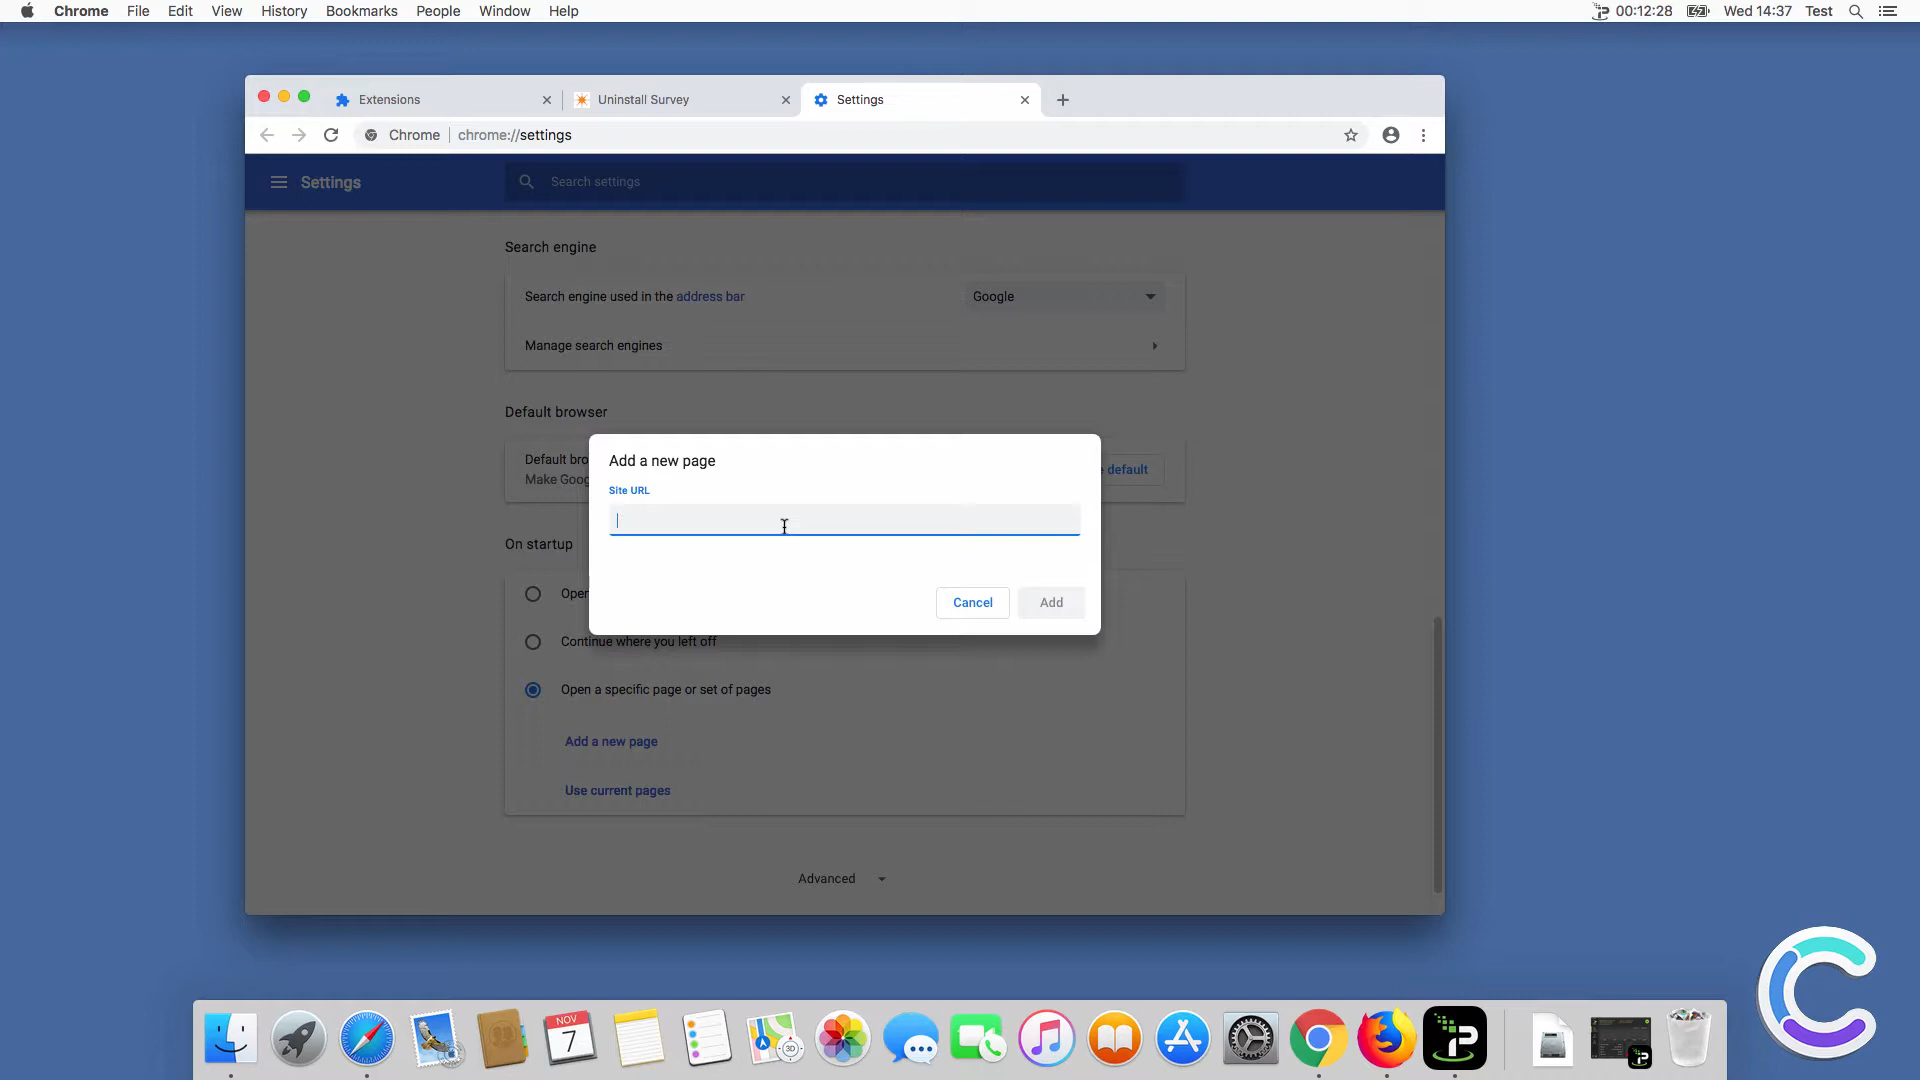 Chrome File Edit View History Bookmarks People Window Help 00:12:28 Wed 14:37 Test
Extensions Uninstall Survey Settings
Chrome chrome://settings
Settings Search settings
Search engine
Search engine used in the address bar Google
Manage search engines
Default browser
Default bro
Make Goog
default
Add a new page
Site URL
Cancel Add
On startup
Open
Continue where you left off
Open a specific page or set of pages
Add a new page
Use current pages
Advanced
NOV
7
3D